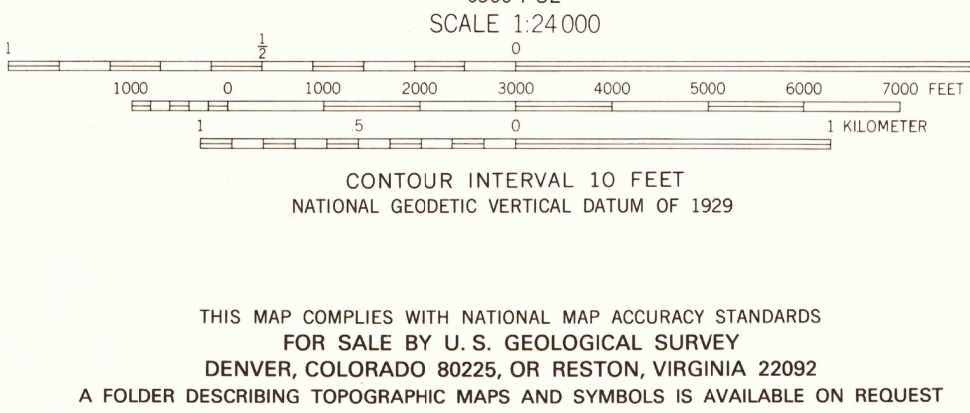 SCALE 1:24 000
1 1/2 0
1000 0 1000 2000 3000 4000 5000 6000 7000 FEET
1 .5 0 1 KILOMETER
CONTOUR INTERVAL 10 FEET
NATIONAL GEODETIC VERTICAL DATUM OF 1929
THIS MAP COMPLIES WITH NATIONAL MAP ACCURACY STANDARDS
FOR SALE BY U. S. GEOLOGICAL SURVEY
DENVER, COLORADO 80225, OR RESTON, VIRGINIA 22092
A FOLDER DESCRIBING TOPOGRAPHIC MAPS AND SYMBOLS IS AVAILABLE ON REQUEST